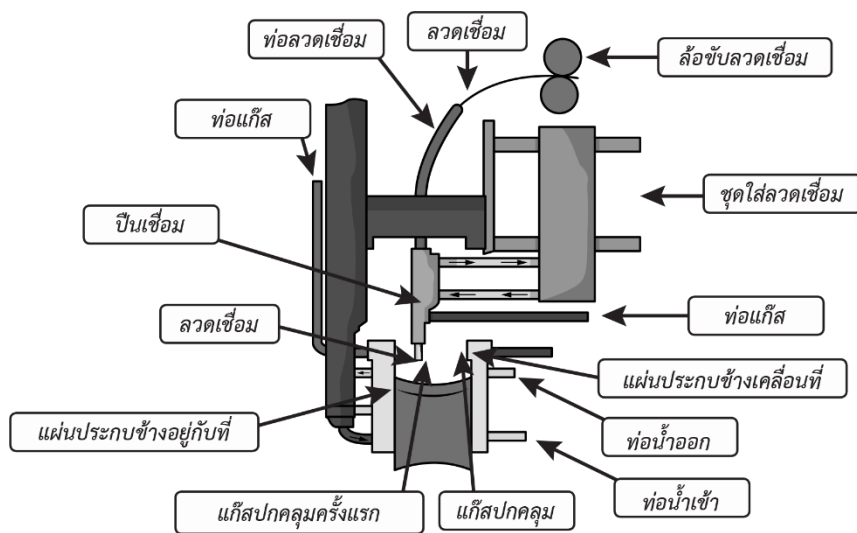 ลวดเชื่อม
ท่อลวดเชื่อม
ล้อขับลวดเชื่อม
ท่อแก๊ส
ชุดใส่ลวดเชื่อม
ปืนเชื่อม
ท่อแก๊ส
ลวดเชื่อม
แผ่นประกบข้างเคลื่อนที่
แผ่นประกบข้างอยู่กับที่
ท่อน้ำออก
แก๊สปกคลุมครั้งแรก
แก๊สปกคลุม
ท่อน้ำเข้า